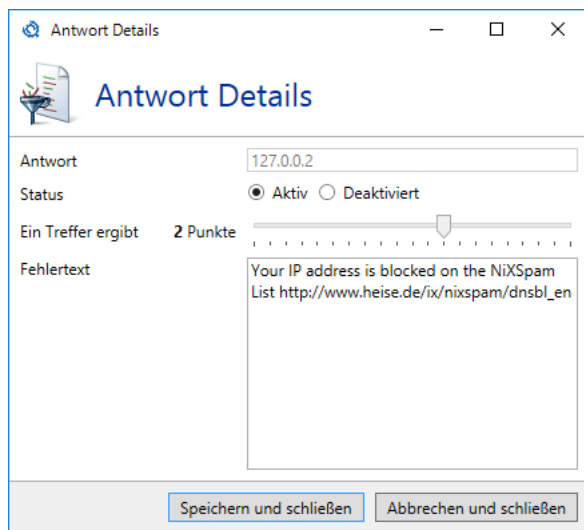 Antwort Details
Antwort Details
Antwort 127.0.0.2
Status Aktiv Deaktiviert
Ein Treffer ergibt 2 Punkte
Fehlertext
Your IP address is blocked on the NiXSpam
List http://www.heise.de/ix/nixspam/dnsbl_en
Speichern und schließen Abbrechen und schließen